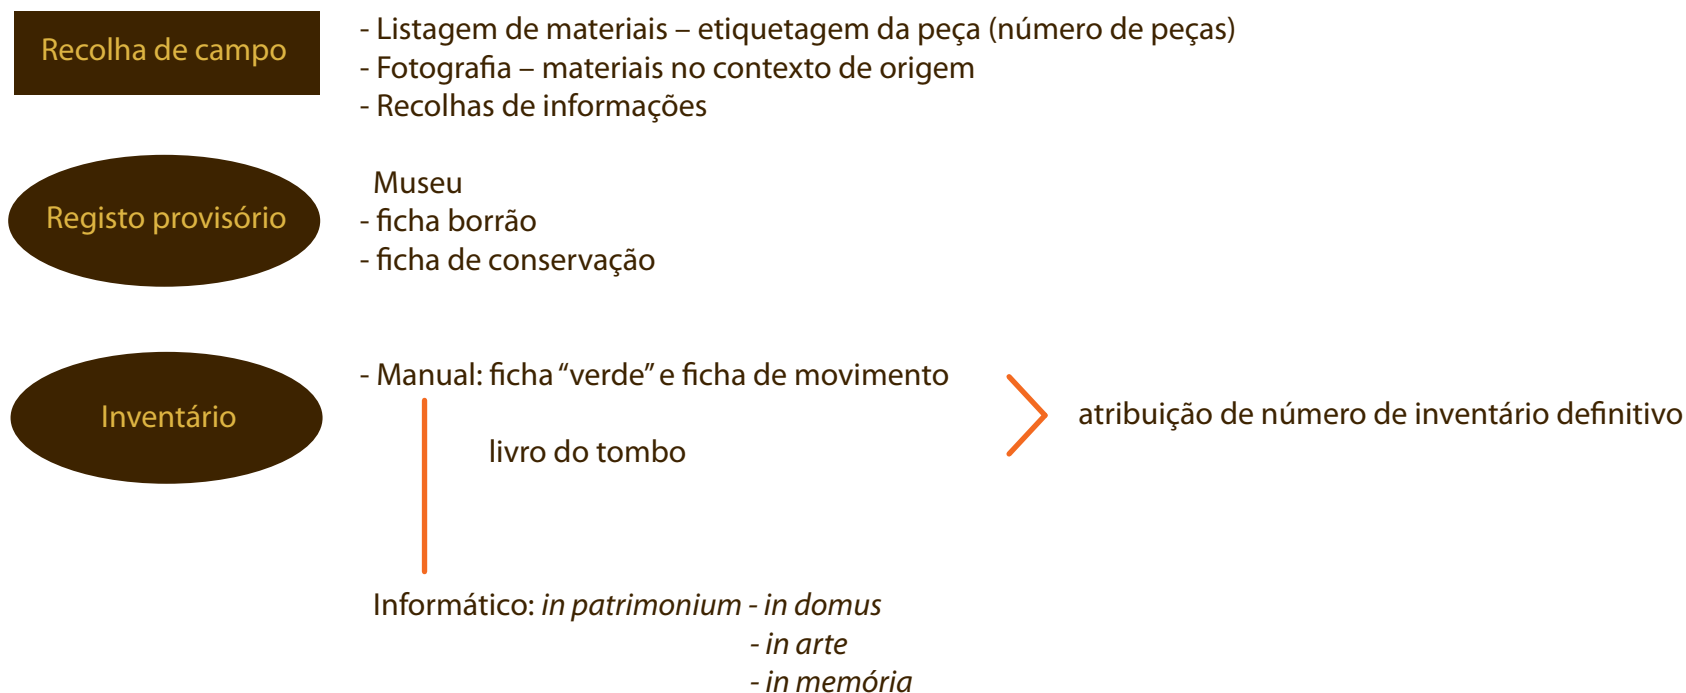 Recolha de campo
- Listagem de materiais – etiquetagem da peça (número de peças)
- Fotografia – materiais no contexto de origem
- Recolhas de informações
Registo provisório
Museu
- ficha borrão
- ficha de conservação
Inventário
- Manual: ficha “verde” e ficha de movimento
livro do tombo
atribuição de número de inventário definitivo
Informático: in patrimonium - in domus
- in arte
- in memória